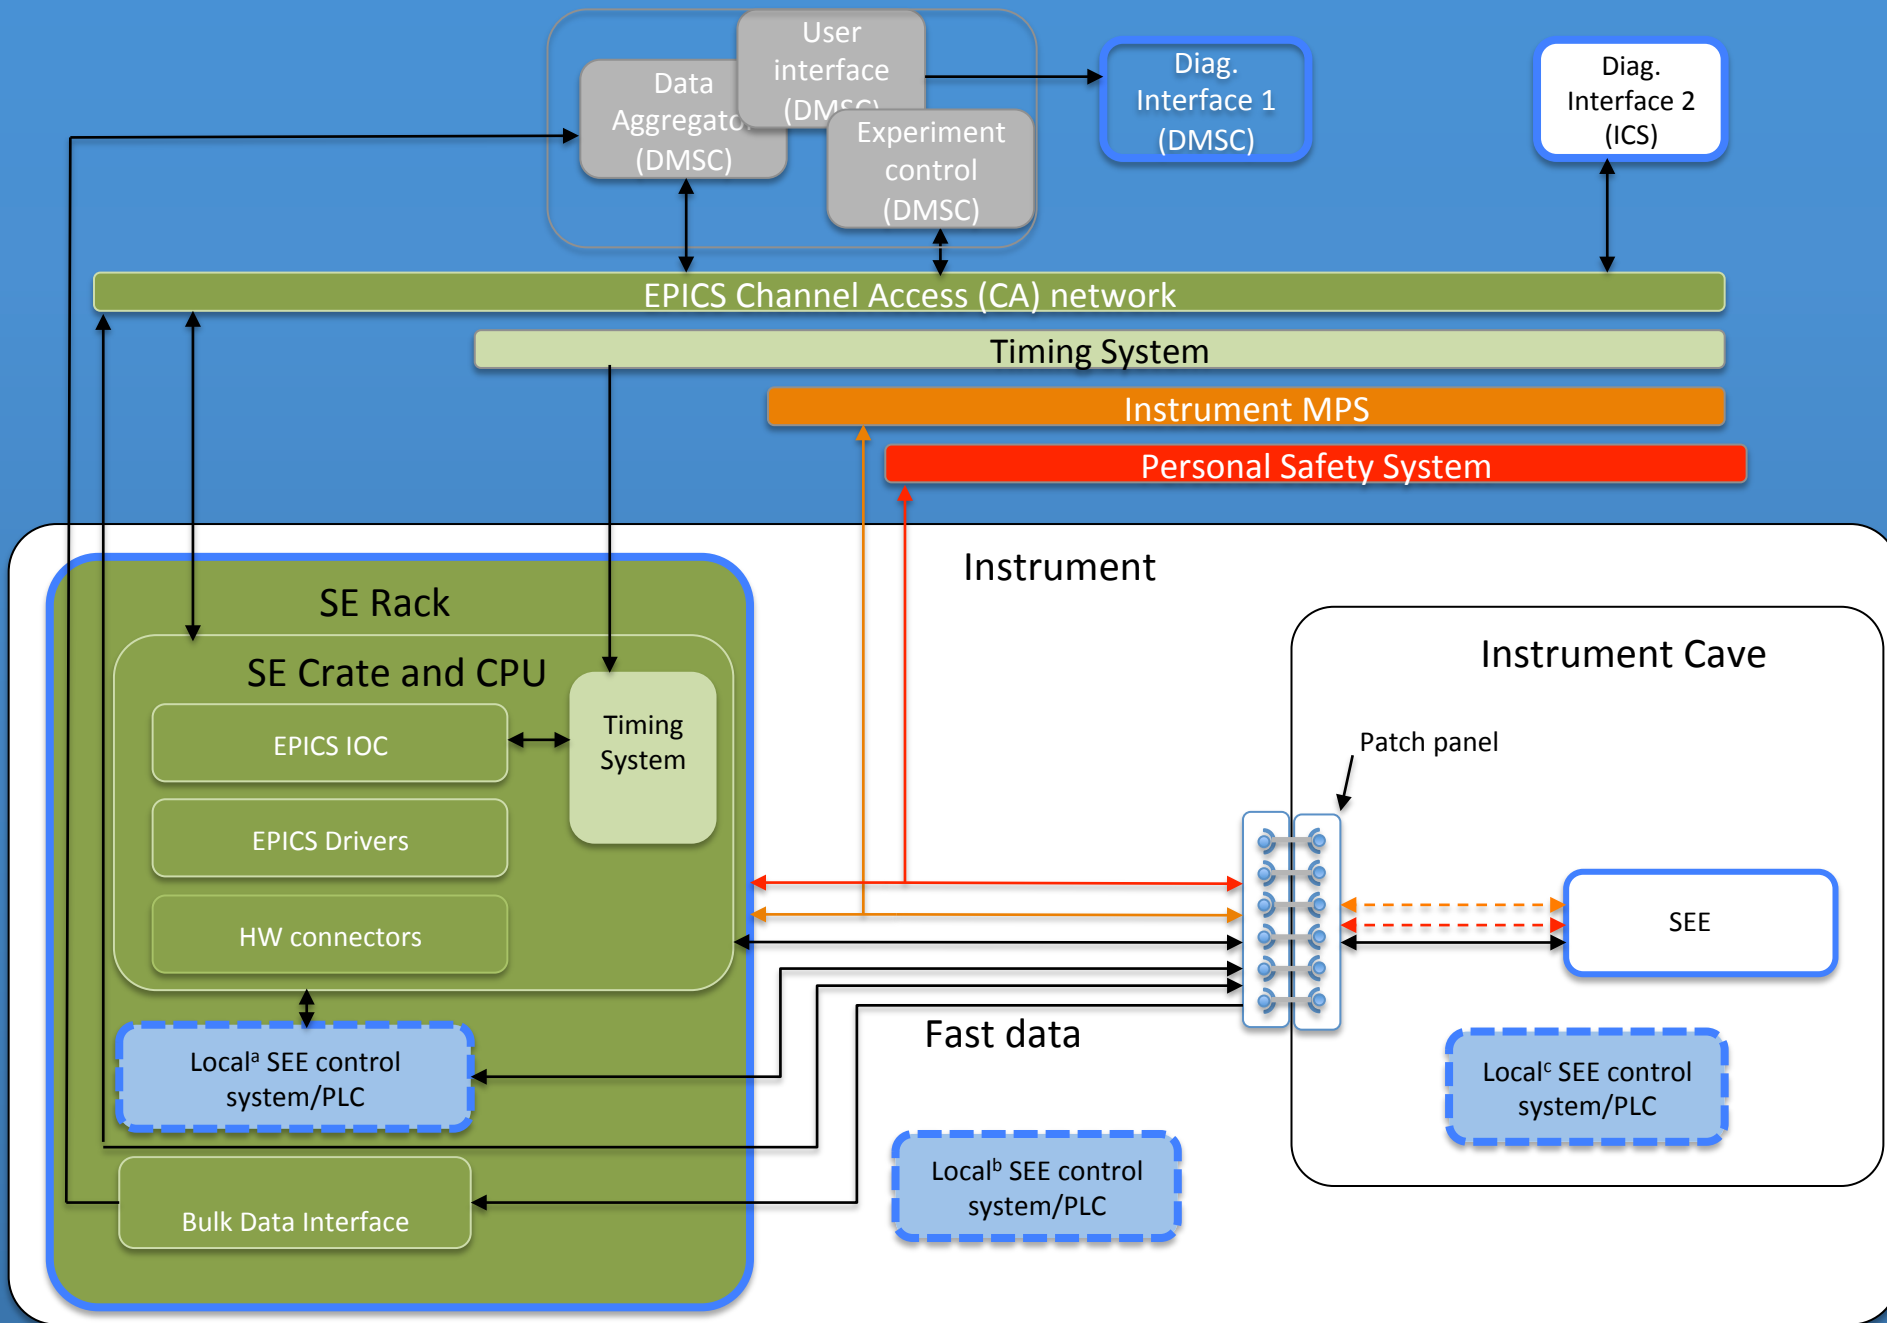 User
interface
(DMSC)
Data
Aggregator
(DMSC)
Experiment
control
(DMSC)
Diag.
Interface 1
(DMSC)
Diag.
Interface 2
(ICS)
EPICS Channel Access (CA) network
Timing System
Instrument MPS
Personal Safety System
Instrument
SE Rack
SE Crate and CPU
EPICS IOC
Timing
System
EPICS Drivers
HW connectors
Localᵃ SEE control
system/PLC
Bulk Data Interface
Fast data
Localᵇ SEE control
system/PLC
Instrument Cave
Patch panel
SEE
Localᶜ SEE control
system/PLC